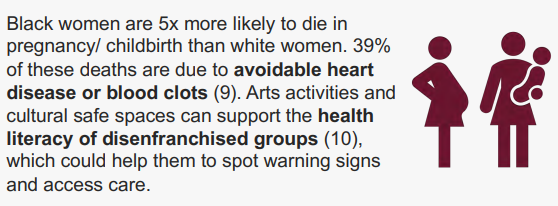 Black women are 5x more likely to die in
pregnancy/ childbirth than white women. 39%
of these deaths are due to avoidable heart
disease or blood clots (9). Arts activities and
cultural safe spaces can support the health
literacy of disenfranchised groups (10),
which could help them to spot warning signs
and access care.